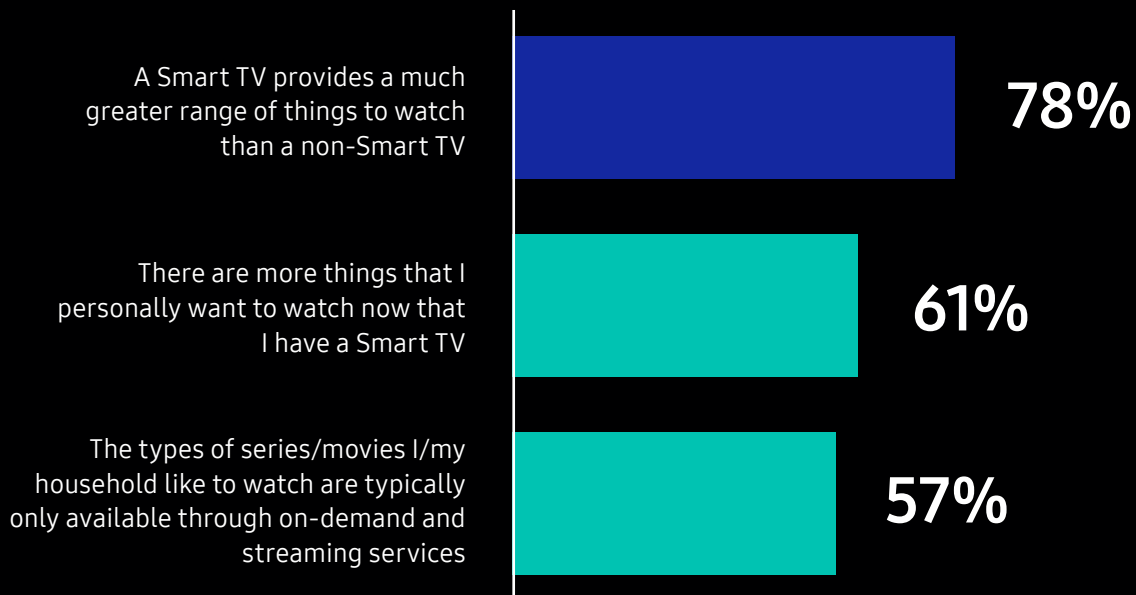 A Smart TV provides a much
greater range of things to watch
than a non-Smart TV
78%
There are more things that I
personally want to watch now that
I have a Smart TV
61%
The types of series/movies I/my
household like to watch are typically
only available through on-demand and
streaming services
57%